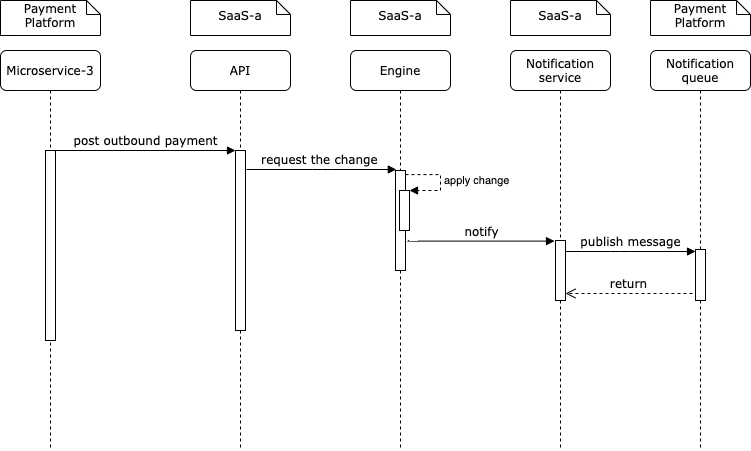 Payment
Platform
SaaS-a
SaaS-a
SaaS-a
Payment
Platform
Microservice-3
API
Engine
Notification
service
Notification
queue
post outbound payment
request the change
apply change
notify
publish message
return